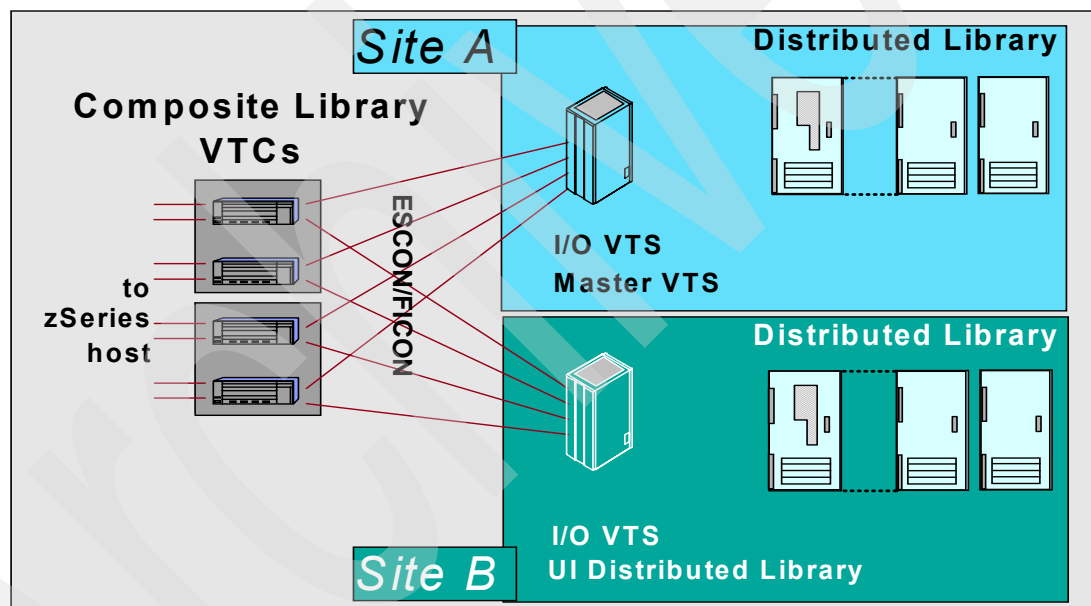 Site A
Distributed Library
Composite Library
VTCs
ESCON/FICON
I/O VTS
Master VTS
to
zSeries
host
Distributed Library
I/O VTS
UI Distributed Library
Site B